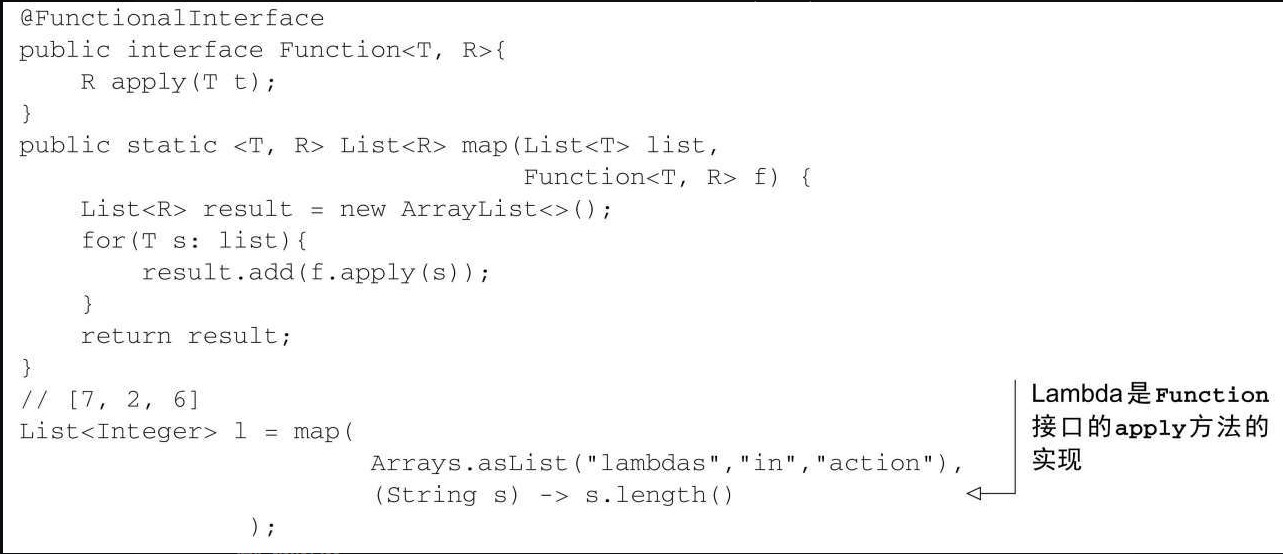 @FunctionalInterface
public interface Function<T, R>{
    R apply(T t);
}
public static <T, R> List<R> map(List<T> list,
                                 Function<T, R> f) {
    List<R> result = new ArrayList<>();
    for(T s: list){
        result.add(f.apply(s));
    }
    return result;
}
// [7, 2, 6]
List<Integer> l = map(
                       Arrays.asList("lambdas","in","action"),
                       (String s) -> s.length()
               );
Lambda是Function
接口的apply方法的
实现